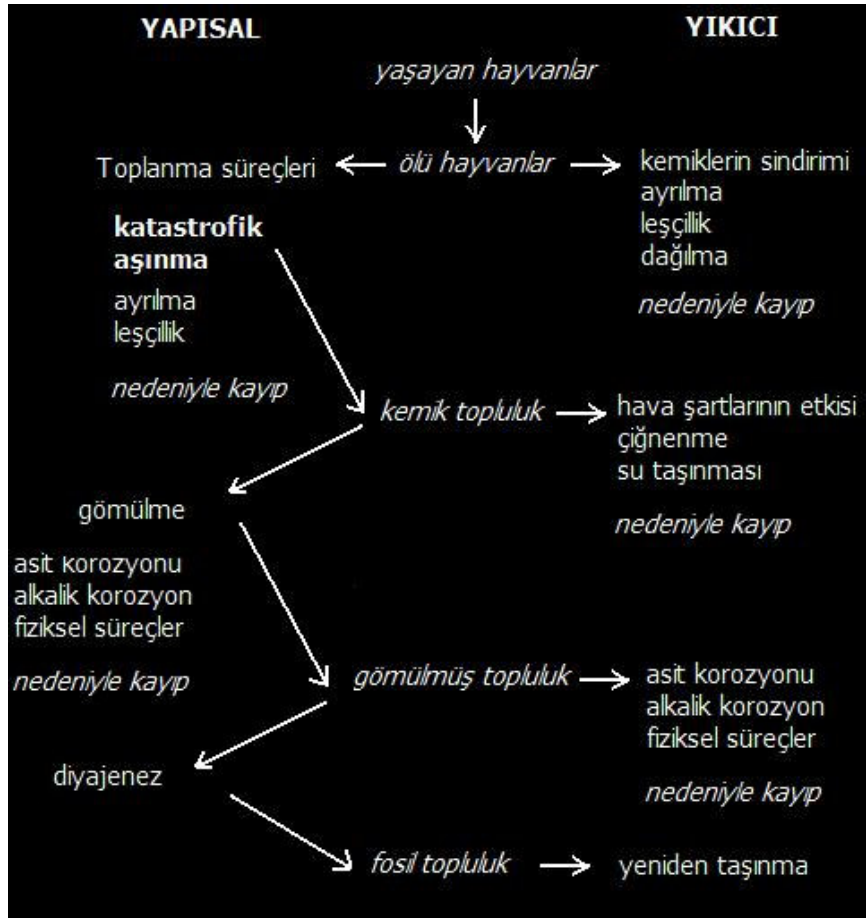 YAPISAL
YIKICI
yaşayan hayvanlar
Toplanma süreçleri
ölü hayvanlar
kemiklerin sindirimi
ayrılma
leşçillik
dağılma
nedeniyle kayıp
katastrofik
aşınma
ayrılma
leşçillik
nedeniyle kayıp
kemik topluluk
hava şartlarının etkisi
çiğnenme
su taşınması
nedeniyle kayıp
gömülme
asit korozyonu
alkalik korozyon
fiziksel süreçler
nedeniyle kayıp
gömülmüş topluluk
asit korozyonu
alkalik korozyon
fiziksel süreçler
nedeniyle kayıp
diyajenez
fosil topluluk
yeniden taşınma